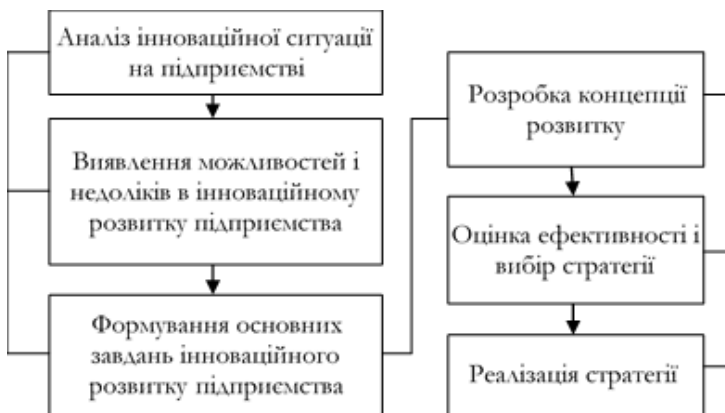 Аналіз інноваційної ситуації
на підприємстві
Виявлення можливостей і
недоліків в інноваційному
розвитку підприємства
Формування основних
завдань інноваційного
розвитку підприємства
Розробка концепції
розвитку
Оцінка ефективності і
вибір стратегії
Реалізація стратегії